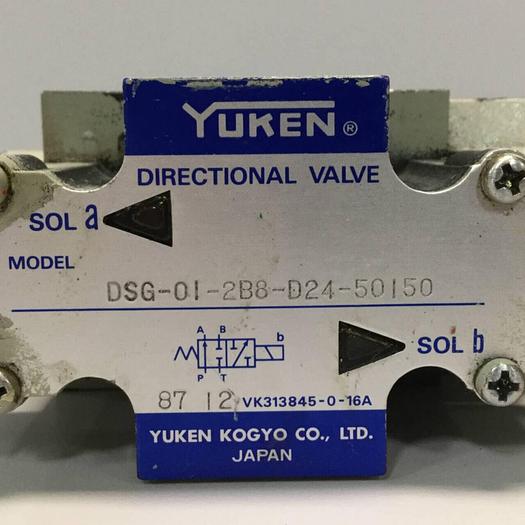 YUKEN®
DIRECTIONAL VALVE
SOL a
MODEL
DSG-01-2B8-D24-50150
A B
b
P T
SOL b
87 12 VK313845-0-16A
YUKEN KOGYO CO., LTD.
JAPAN